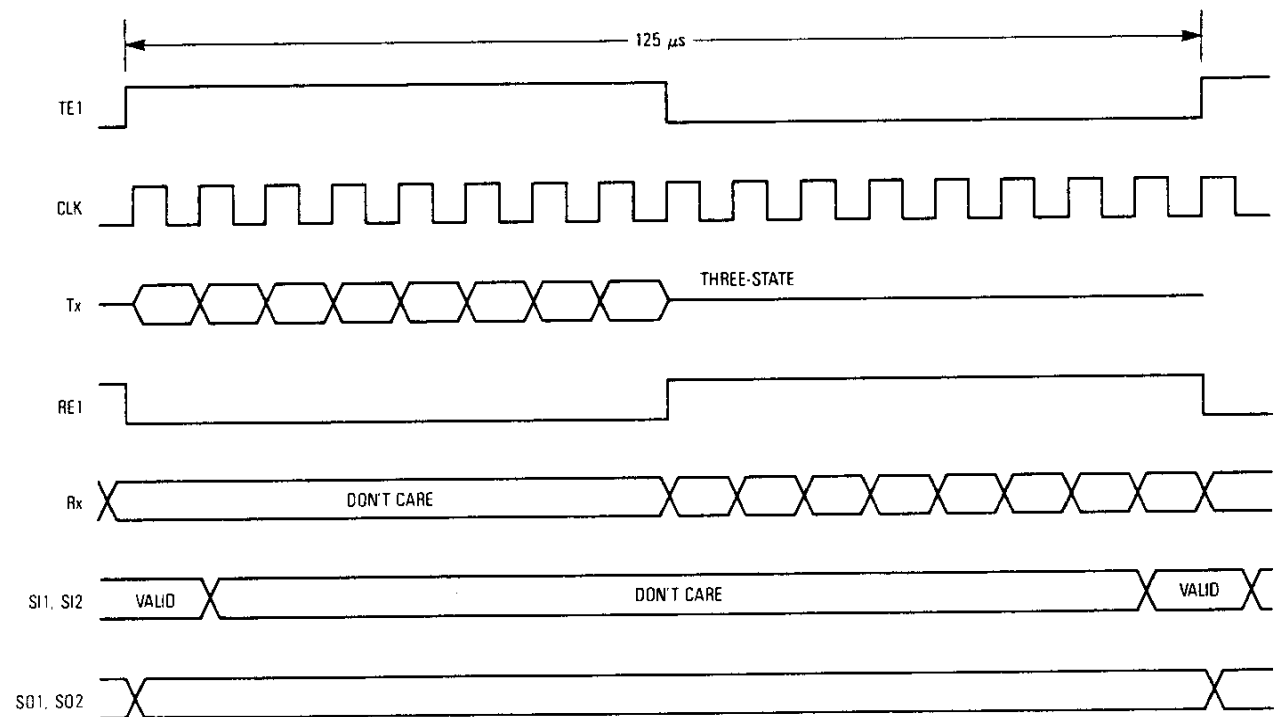 125 μs
TE1
CLK
THREE-STATE
Tx
RE1
Rx
DON'T CARE
SI1, SI2
VALID
DON'T CARE
VALID
SO1, SO2